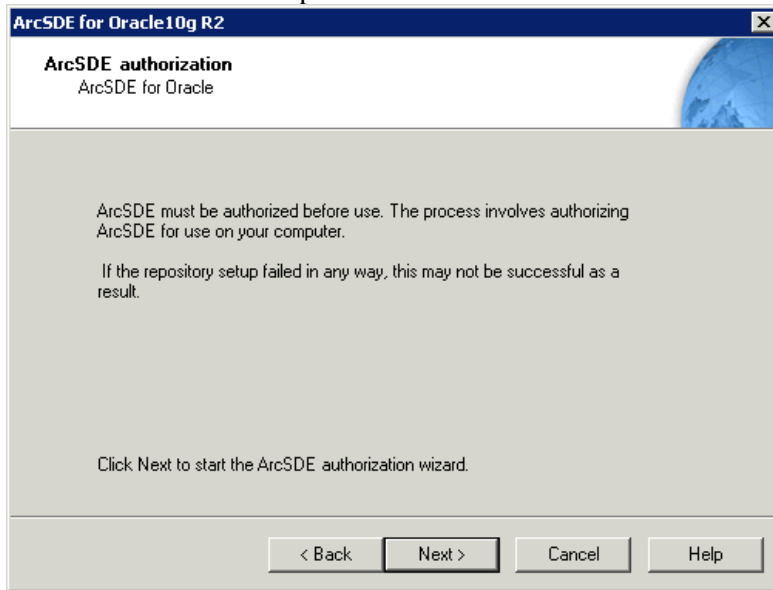 ArcSDE for Oracle10g R2
ArcSDE authorization
ArcSDE for Oracle
ArcSDE must be authorized before use. The process involves authorizing
ArcSDE for use on your computer.
If the repository setup failed in any way, this may not be successful as a
result.
Click Next to start the ArcSDE authorization wizard.
< Back Next > Cancel Help